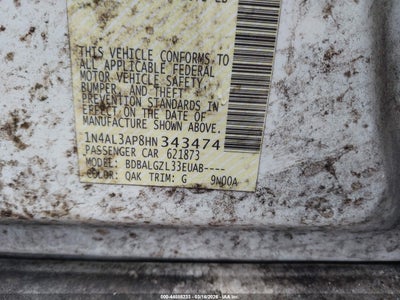 THIS VEHICLE CONFORMS TO
ALL APPLICABLE FEDERAL
MOTOR VEHICLE SAFETY,
BUMPER, AND THEFT
PREVENTION STANDARDS
IN EFFECT ON THE DATE OF
MANUFACTURE SHOWN ABOVE.
1N4AL3AP8HN343474
PASSENGER CAR 621873
MODEL: BDBALGZL33EUAB----
COLOR: QAK TRIM: G 9N00A